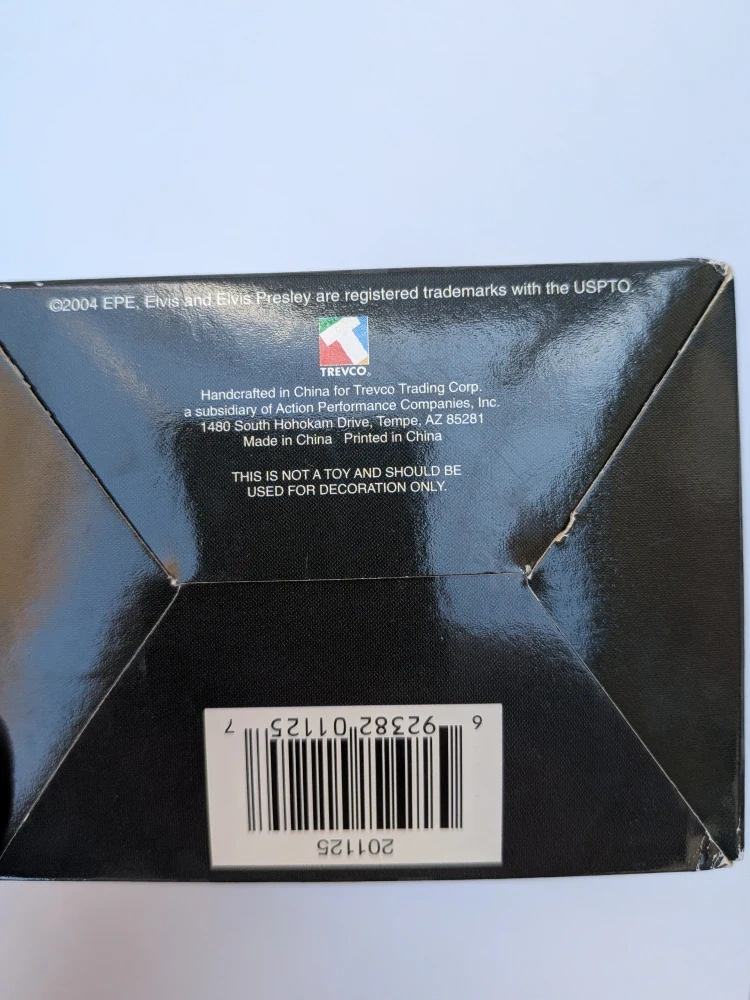 ©2004 EPE, Elvis and Elvis Presley are registered trademarks with the USPTO.
TREVCO®
Handcrafted in China for Trevco Trading Corp.
a subsidiary of Action Performance Companies, Inc.
1480 South Hohokam Drive, Tempe, AZ 85281
Made in China Printed in China
THIS IS NOT A TOY AND SHOULD BE
USED FOR DECORATION ONLY.
201125
6 92382 01125 7